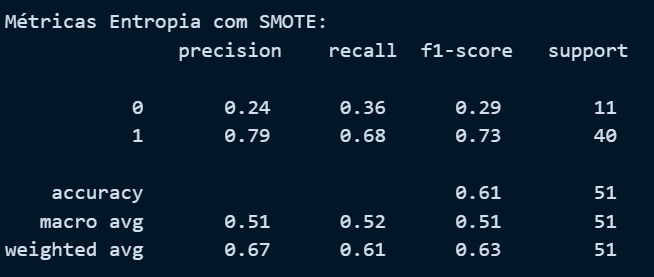 Métricas Entropia com SMOTE:
precision recall f1-score support
0 0.24 0.36 0.29 11
1 0.79 0.68 0.73 40
accuracy 0.61 51
macro avg 0.51 0.52 0.51 51
weighted avg 0.67 0.61 0.63 51